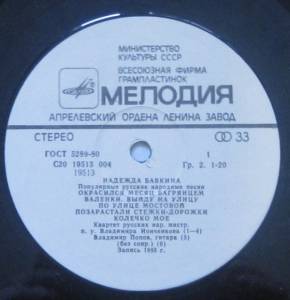 МИНИСТЕРСТВО
КУЛЬТУРЫ СССР
ВСЕСОЮЗНАЯ ФИРМА
ГРАМПЛАСТИНОК
МЕЛОДИЯ
АПРЕЛЕВСКИЙ ОРДЕНА ЛЕНИНА ЗАВОД
СТЕРЕО 33
ГОСТ 5289-80 1
С20 19513 004 Гр. 2. 1-20
19513
НАДЕЖДА БАБКИНА
Популярные русские народные песни
ОКРАСИЛСЯ МЕСЯЦ БАГРЯНЦЕМ
ВАЛЕНКИ. ВЫЙДУ НА УЛИЦУ
ПО УЛИЦЕ МОСТОВОЙ
ПОЗАРАСТАЛИ СТЕЖКИ-ДОРОЖКИ
КОЛЕЧКО МОЕ
Квартет русских нар. инстр.
п/у Владимира (1-4)
Владимир Попов, гитара (5)
(без сопр.) (6)
Запись